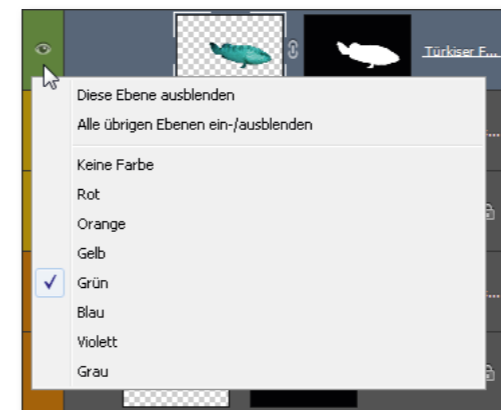 Türkiser F...
Diese Ebene ausblenden
Alle übrigen Ebenen ein-/ausblenden
Keine Farbe
Rot
Orange
Gelb
Grün
Blau
Violett
Grau